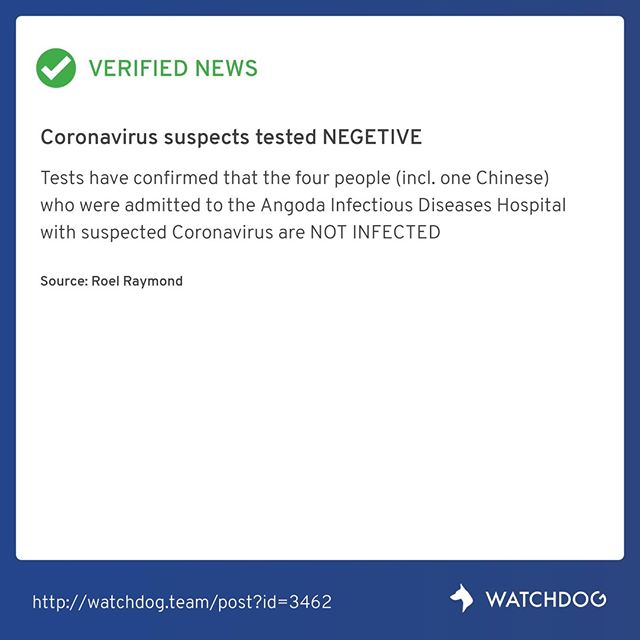 VERIFIED NEWS
Coronavirus suspects tested NEGETIVE
Tests have confirmed that the four people (incl. one Chinese)
who were admitted to the Angoda Infectious Diseases Hospital
with suspected Coronavirus are NOT INFECTED
Source: Roel Raymond
http://watchdog.team/post?id=3462
WATCHDOG